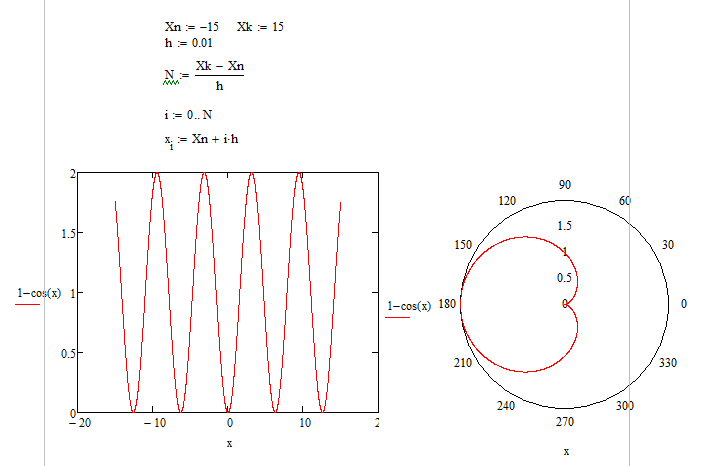 Xn := −15 Xk := 15
h := 0.01
N := (Xk − Xn)/h
i := 0.. N
x_i := Xn + i·h
2
1.5
1−cos(x) 1
0.5
0
−20 −10 0 10 2
x
90
120 60
1.5
150 1 30
0.5
1−cos(x) 180 0 0
210 330
240 300
270
x